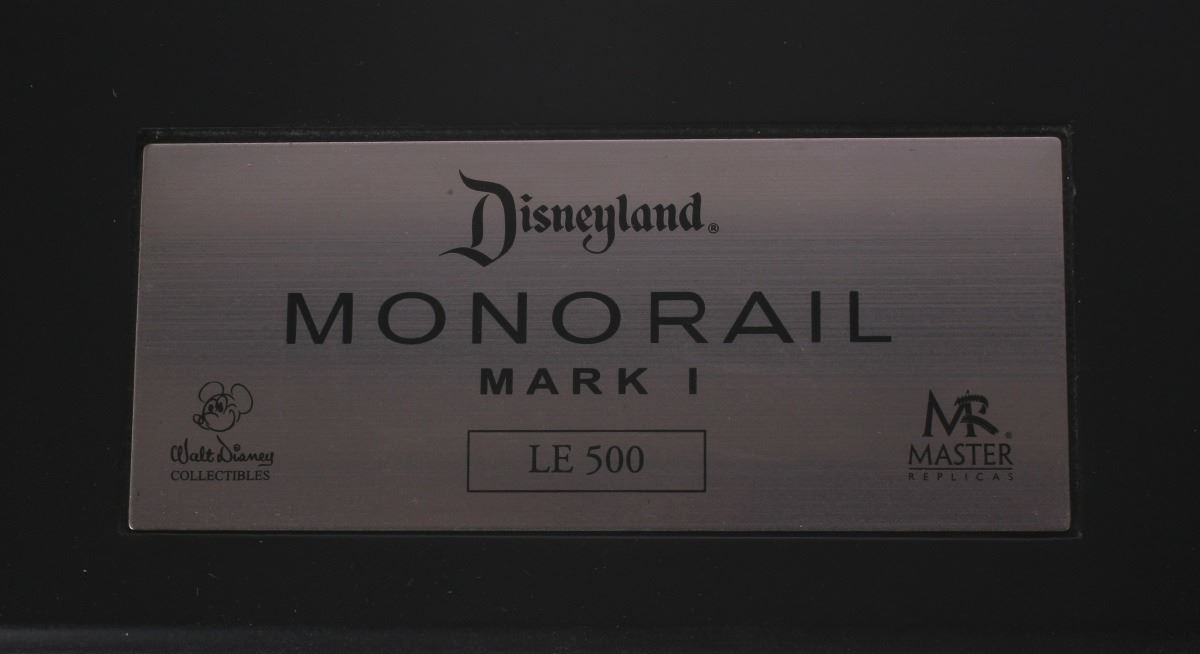 Disneyland®
MONORAIL
MARK I
LE 500
Walt Disney
COLLECTIBLES
MR®
MASTER
REPLICAS